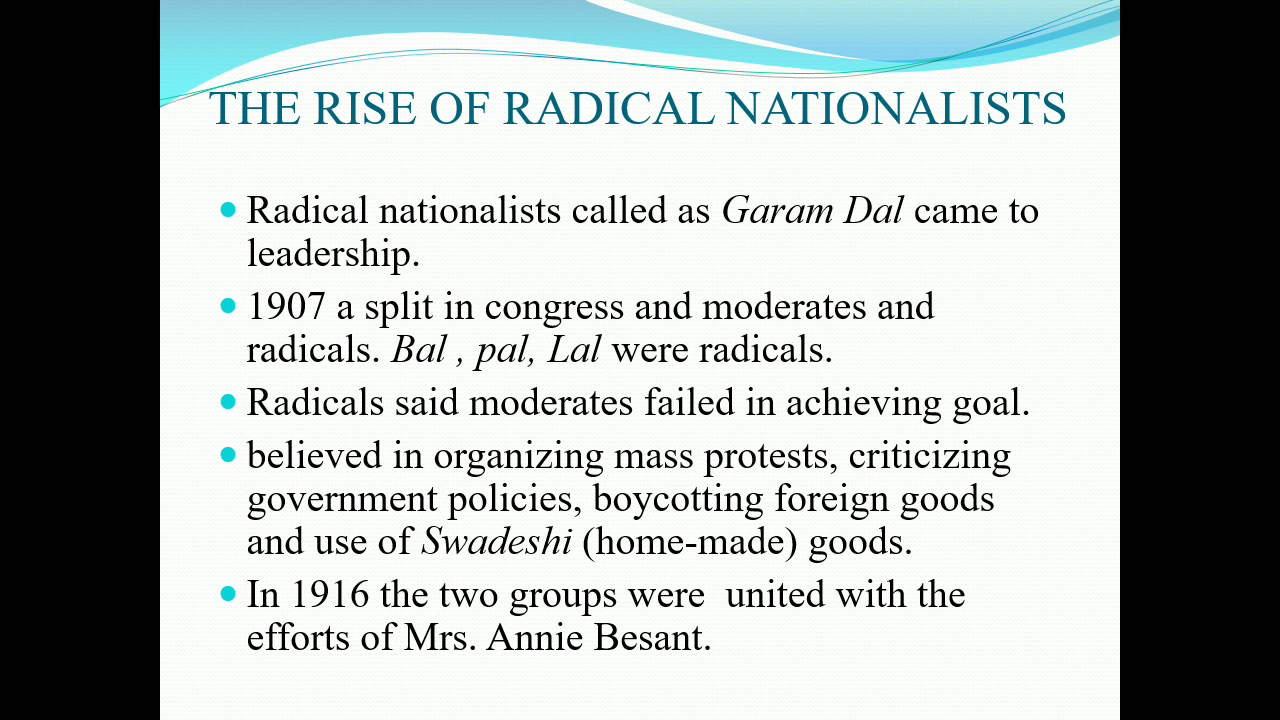 THE RISE OF RADICAL NATIONALISTS
Radical nationalists called as Garam Dal came to
leadership.
1907 a split in congress and moderates and
radicals. Bal , pal, Lal were radicals.
Radicals said moderates failed in achieving goal.
believed in organizing mass protests, criticizing
government policies, boycotting foreign goods
and use of Swadeshi (home-made) goods.
In 1916 the two groups were  united with the
efforts of Mrs. Annie Besant.